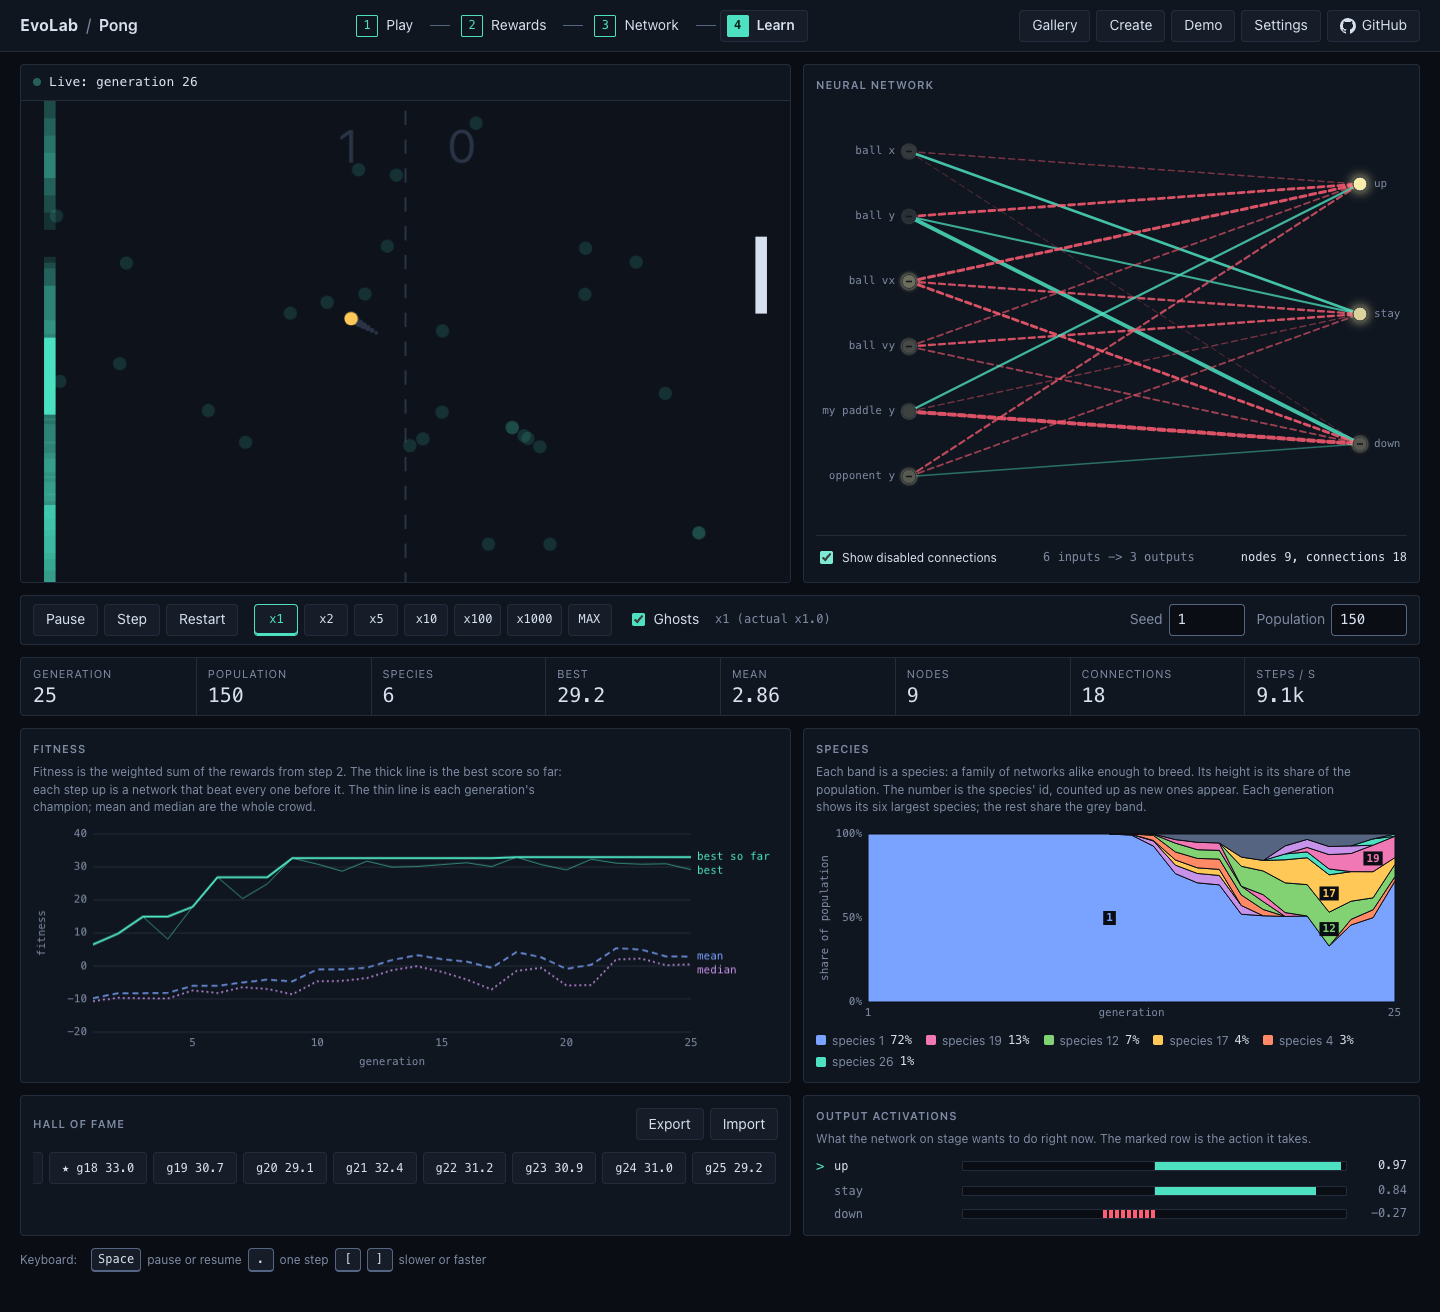 EvoLab / Pong
1 Play
2 Rewards
3 Network
4 Learn
Gallery
Create
Demo
Settings
GitHub
Live: generation 26
1 0
NEURAL NETWORK
ball x
ball y
ball vx
ball vy
my paddle y
opponent y
up
stay
down
Show disabled connections
6 inputs -> 3 outputs
nodes 9, connections 18
Pause
Step
Restart
x1
x2
x5
x10
x100
x1000
MAX
Ghosts
x1 (actual x1.0)
Seed 1
Population 150
GENERATION
25
POPULATION
150
SPECIES
6
BEST
29.2
MEAN
2.86
NODES
9
CONNECTIONS
18
STEPS / S
9.1k
FITNESS
Fitness is the weighted sum of the rewards from step 2. The thick line is the best score so far:
each step up is a network that beat every one before it. The thin line is each generation's
champion; mean and median are the whole crowd.
40
30
20
10
0
−10
−20
fitness
5
10
15
20
25
generation
best so far
best
mean
median
SPECIES
Each band is a species: a family of networks alike enough to breed. Its height is its share of the
population. The number is the species' id, counted up as new ones appear. Each generation
shows its six largest species; the rest share the grey band.
100%
50%
0%
share of population
1
19
17
12
1
generation
25
species 1 72%
species 19 13%
species 12 7%
species 17 4%
species 4 3%
species 26 1%
HALL OF FAME
Export
Import
★ g18 33.0
g19 30.7
g20 29.1
g21 32.4
g22 31.2
g23 30.9
g24 31.0
g25 29.2
OUTPUT ACTIVATIONS
What the network on stage wants to do right now. The marked row is the action it takes.
> up 0.97
stay 0.84
down −0.27
Keyboard: Space pause or resume . one step [ ] slower or faster